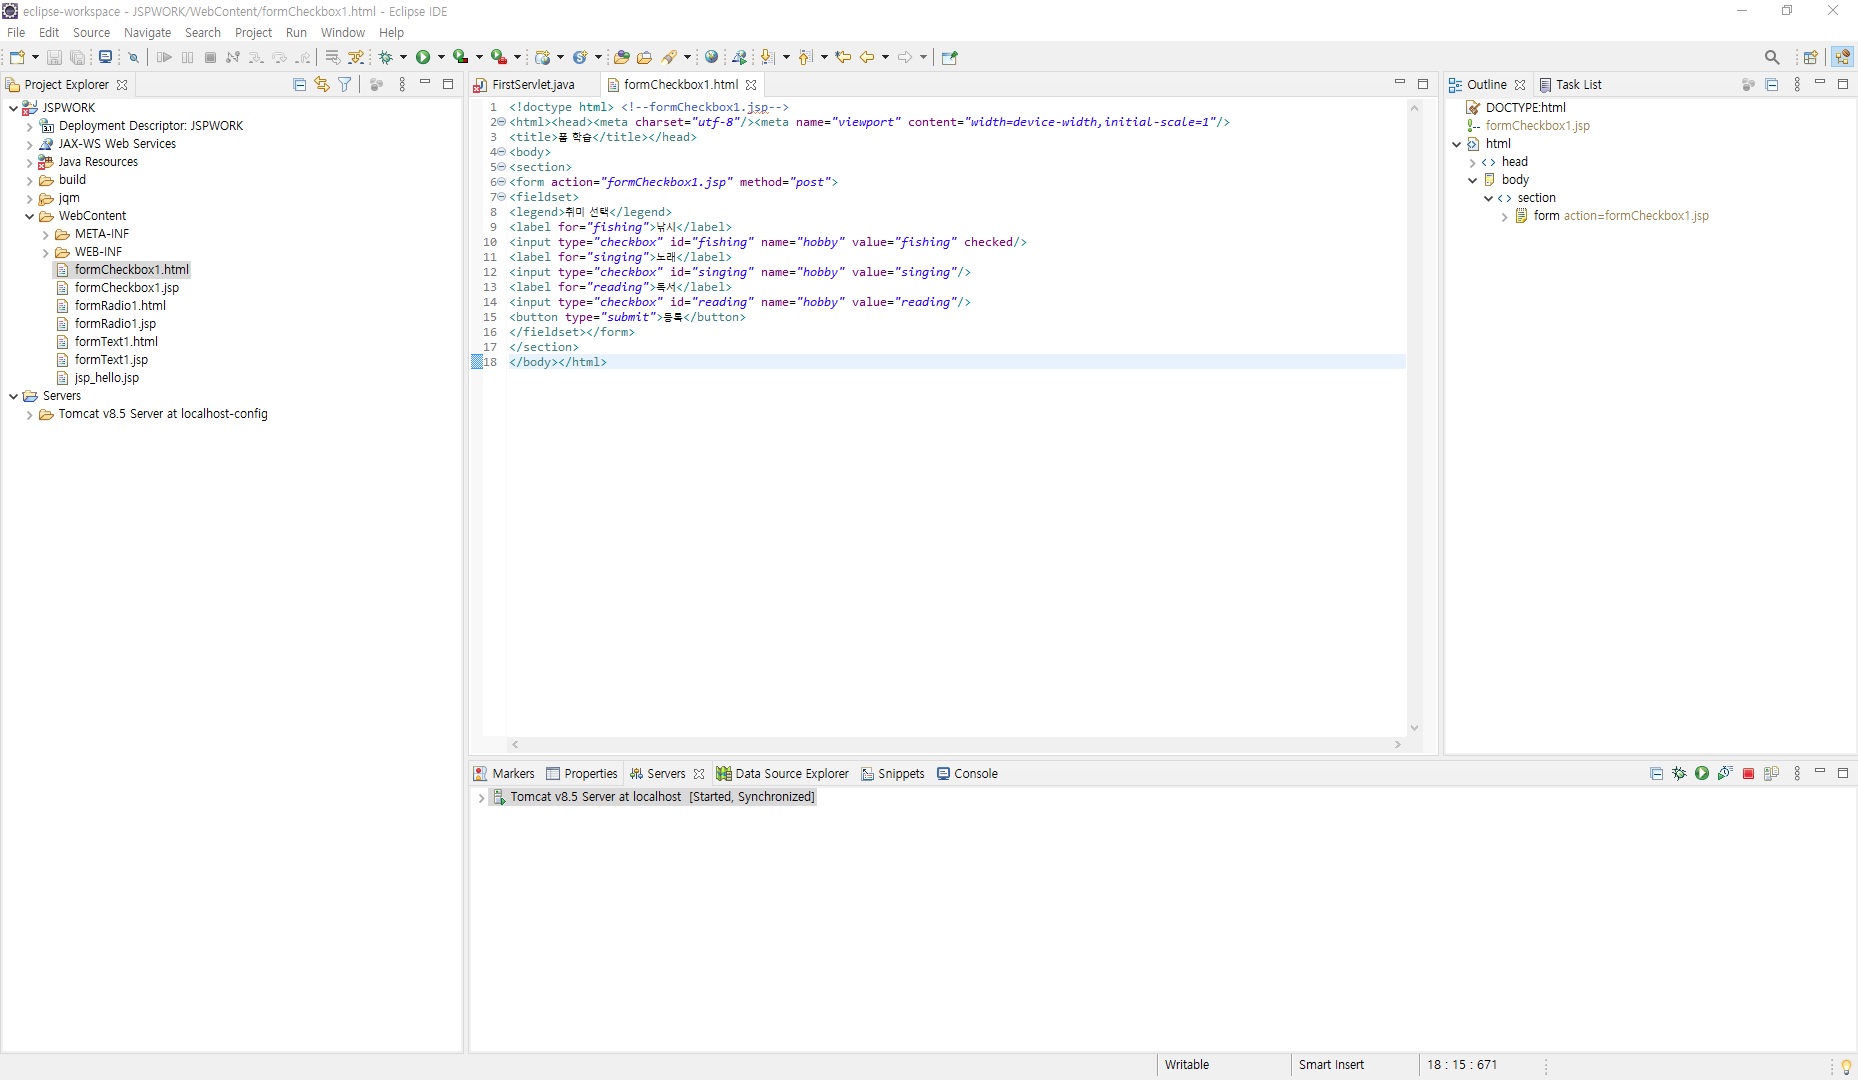 eclipse-workspace - JSPWORK/WebContent/formCheckbox1.html - Eclipse IDE
File Edit Source Navigate Search Project Run Window Help
Project Explorer
JSPWORK
Deployment Descriptor: JSPWORK
JAX-WS Web Services
Java Resources
build
jqm
WebContent
META-INF
WEB-INF
formCheckbox1.html
formCheckbox1.jsp
formRadio1.html
formRadio1.jsp
formText1.html
formText1.jsp
jsp_hello.jsp
Servers
Tomcat v8.5 Server at localhost-config
FirstServlet.java formCheckbox1.html
1 <!doctype html> <!--formCheckbox1.jsp-->
2 <html><head><meta charset="utf-8"/><meta name="viewport" content="width=device-width,initial-scale=1"/>
3 <title>폼 학습</title></head>
4 <body>
5 <section>
6 <form action="formCheckbox1.jsp" method="post">
7 <fieldset>
8 <legend>취미 선택</legend>
9 <label for="fishing">낚시</label>
10 <input type="checkbox" id="fishing" name="hobby" value="fishing" checked/>
11 <label for="singing">노래</label>
12 <input type="checkbox" id="singing" name="hobby" value="singing"/>
13 <label for="reading">독서</label>
14 <input type="checkbox" id="reading" name="hobby" value="reading"/>
15 <button type="submit">등록</button>
16 </fieldset></form>
17 </section>
18 </body></html>
Outline Task List
DOCTYPE:html
formCheckbox1.jsp
html
head
body
section
form action=formCheckbox1.jsp
Markers Properties Servers Data Source Explorer Snippets Console
Tomcat v8.5 Server at localhost [Started, Synchronized]
Writable Smart Insert 18 : 15 : 671